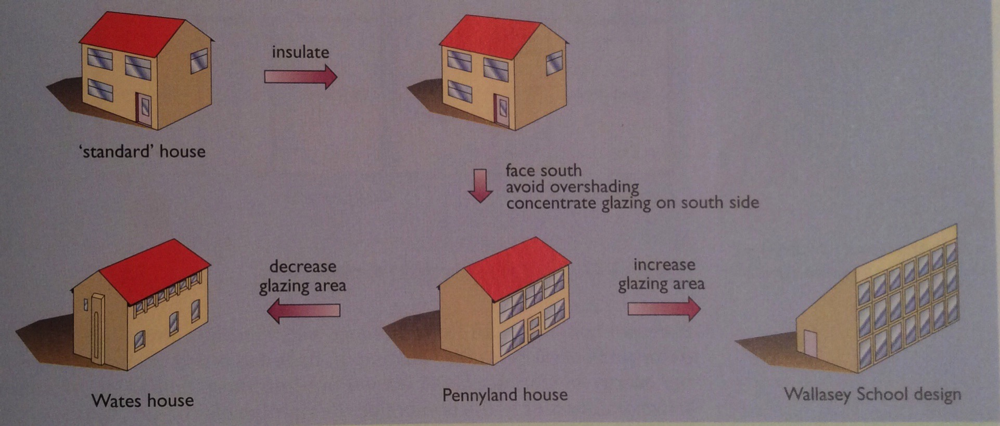 insulate
‘standard’ house
face south
avoid overshading
concentrate glazing on south side
decrease
glazing area
increase
glazing area
Wates house
Pennyland house
Wallasey School design